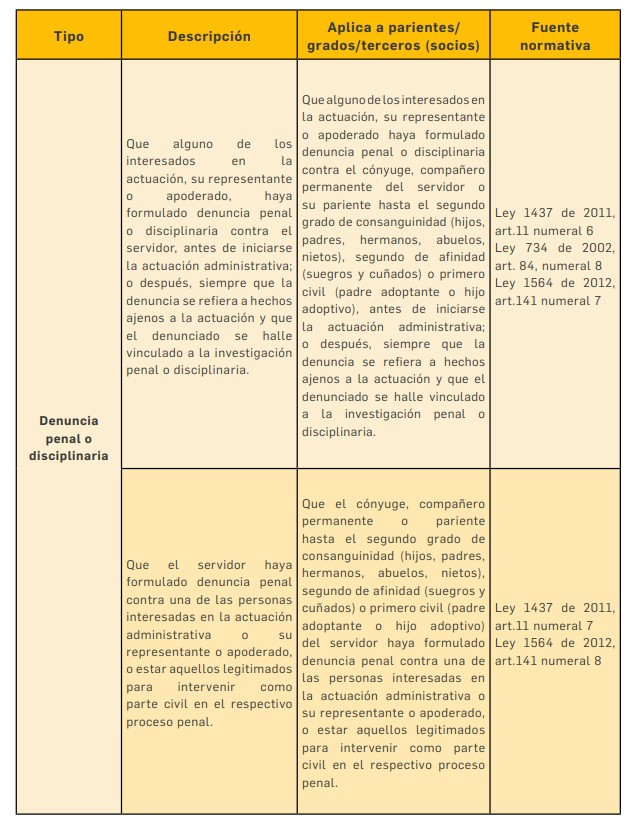 Tipo
Descripción
Aplica a parientes/
grados/terceros (socios)
Fuente
normativa
Denuncia
penal o
disciplinaria
Que alguno de los
interesados en la
actuación, su representante
o apoderado, haya
formulado denuncia penal
o disciplinaria contra el
servidor, antes de iniciarse
la actuación administrativa;
o después, siempre que la
denuncia se refiera a hechos
ajenos a la actuación y que
el denunciado se halle
vinculado a la investigación
penal o disciplinaria.
Que alguno de los interesados en
la actuación, su representante
o apoderado haya formulado
denuncia penal o disciplinaria
contra el cónyuge, compañero
permanente del servidor o
su pariente hasta el segundo
grado de consanguinidad (hijos,
padres, hermanos, abuelos,
nietos), segundo de afinidad
(suegros y cuñados) o primero
civil (padre adoptante o hijo
adoptivo), antes de iniciarse
la actuación administrativa;
o después, siempre que la
denuncia se refiera a hechos
ajenos a la actuación y que el
denunciado se halle vinculado
a la investigación penal o
disciplinaria.
Ley 1437 de 2011,
art.11 numeral 6
Ley 734 de 2002,
art. 84, numeral 8
Ley 1564 de 2012,
art.141 numeral 7
Que el servidor haya
formulado denuncia penal
contra una de las personas
interesadas en la actuación
administrativa o su
representante o apoderado,
o estar aquellos legitimados
para intervenir como
parte civil en el respectivo
proceso penal.
Que el cónyuge, compañero
permanente o pariente
hasta el segundo grado de
consanguinidad (hijos, padres,
hermanos, abuelos, nietos),
segundo de afinidad (suegros y
cuñados) o primero civil (padre
adoptante o hijo adoptivo)
del servidor haya formulado
denuncia penal contra una de
las personas interesadas en
la actuación administrativa o
su representante o apoderado,
o estar aquellos legitimados
para intervenir como parte
civil en el respectivo proceso
penal.
Ley 1437 de 2011,
art.11 numeral 7
Ley 1564 de 2012,
art.141 numeral 8